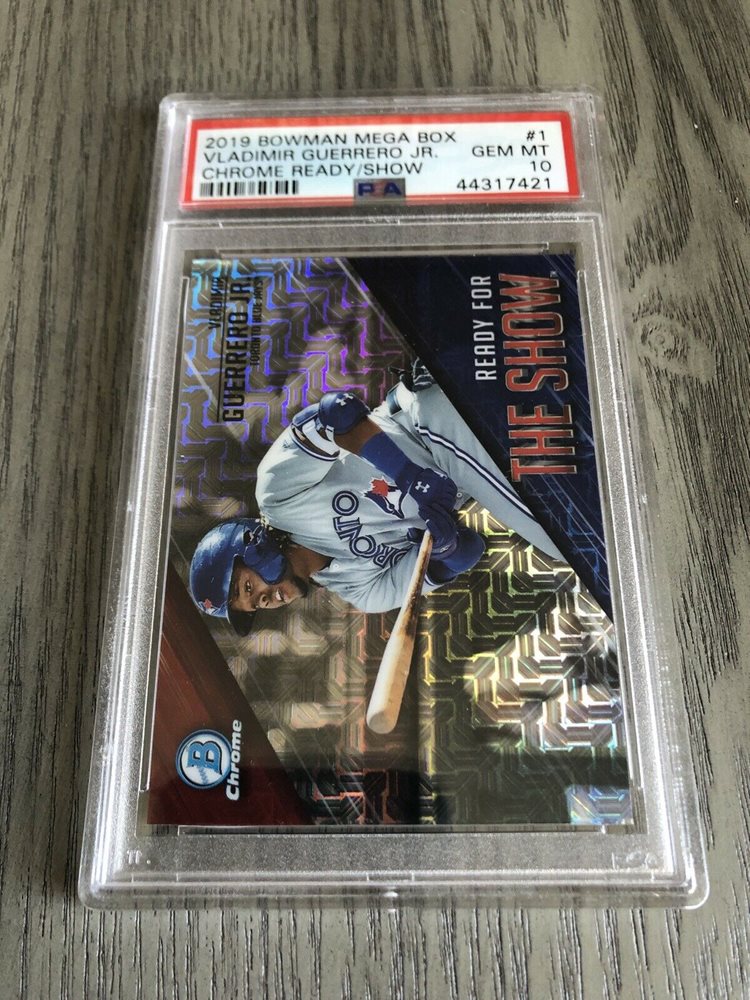 2019 BOWMAN MEGA BOX #1
VLADIMIR GUERRERO JR. GEM MT
CHROME READY/SHOW 10
PSA 44317421
VLADIMIR
GUERRERO JR.
TORONTO BLUE JAYS
READY FOR
THE SHOW™
TORONTO
B
Chrome